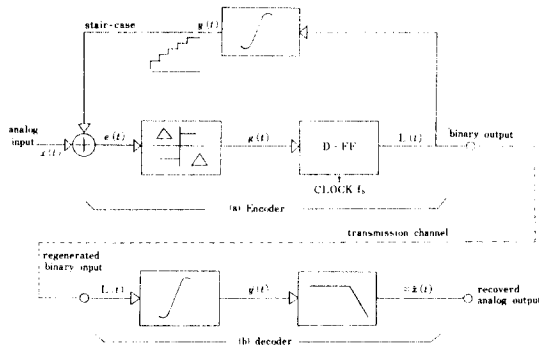 stair-case
y(t)
analog
input
x(t)
e(t)
g(t)
D-FF
L(t)
binary output
CLOCK fs
(a) Encoder
transmission channel
regenerated
binary input
L(t)
y(t)
≈x(t)
recoverd
analog output
(b) decoder